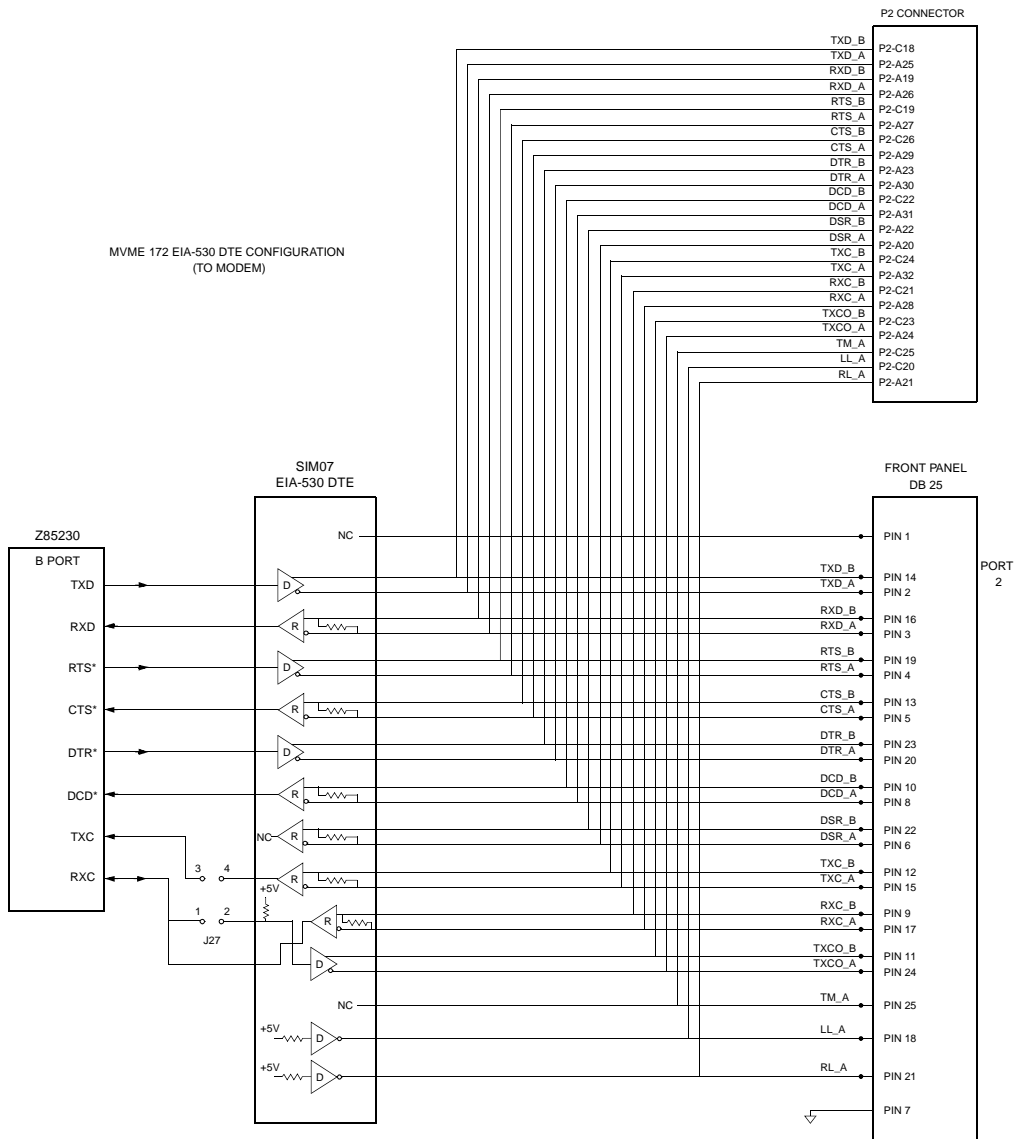 P2 CONNECTOR
TXD_B P2-C18
TXD_A P2-A25
RXD_B P2-A19
RXD_A P2-A26
RTS_B P2-C19
RTS_A P2-A27
CTS_B P2-C26
CTS_A P2-A29
DTR_B P2-A23
DTR_A P2-A30
DCD_B P2-C22
DCD_A P2-A31
DSR_B P2-A22
DSR_A P2-A20
TXC_B P2-C24
TXC_A P2-A32
RXC_B P2-C21
RXC_A P2-A28
TXCO_B P2-C23
TXCO_A P2-A24
TM_A P2-C25
LL_A P2-C20
RL_A P2-A21
MVME 172 EIA-530 DTE CONFIGURATION
(TO MODEM)
SIM07
EIA-530 DTE
FRONT PANEL
DB 25
Z85230
B PORT
PORT
2
NC PIN 1
TXD D TXD_B PIN 14
TXD_A PIN 2
RXD R RXD_B PIN 16
RXD_A PIN 3
RTS* D RTS_B PIN 19
RTS_A PIN 4
CTS* R CTS_B PIN 13
CTS_A PIN 5
DTR* D DTR_B PIN 23
DTR_A PIN 20
DCD* R DCD_B PIN 10
DCD_A PIN 8
NC R DSR_B PIN 22
DSR_A PIN 6
TXC 3 4 R TXC_B PIN 12
TXC_A PIN 15
RXC +5V
1 2 R RXC_B PIN 9
RXC_A PIN 17
J27
D TXCO_B PIN 11
TXCO_A PIN 24
NC TM_A PIN 25
+5V D LL_A PIN 18
+5V D RL_A PIN 21
PIN 7